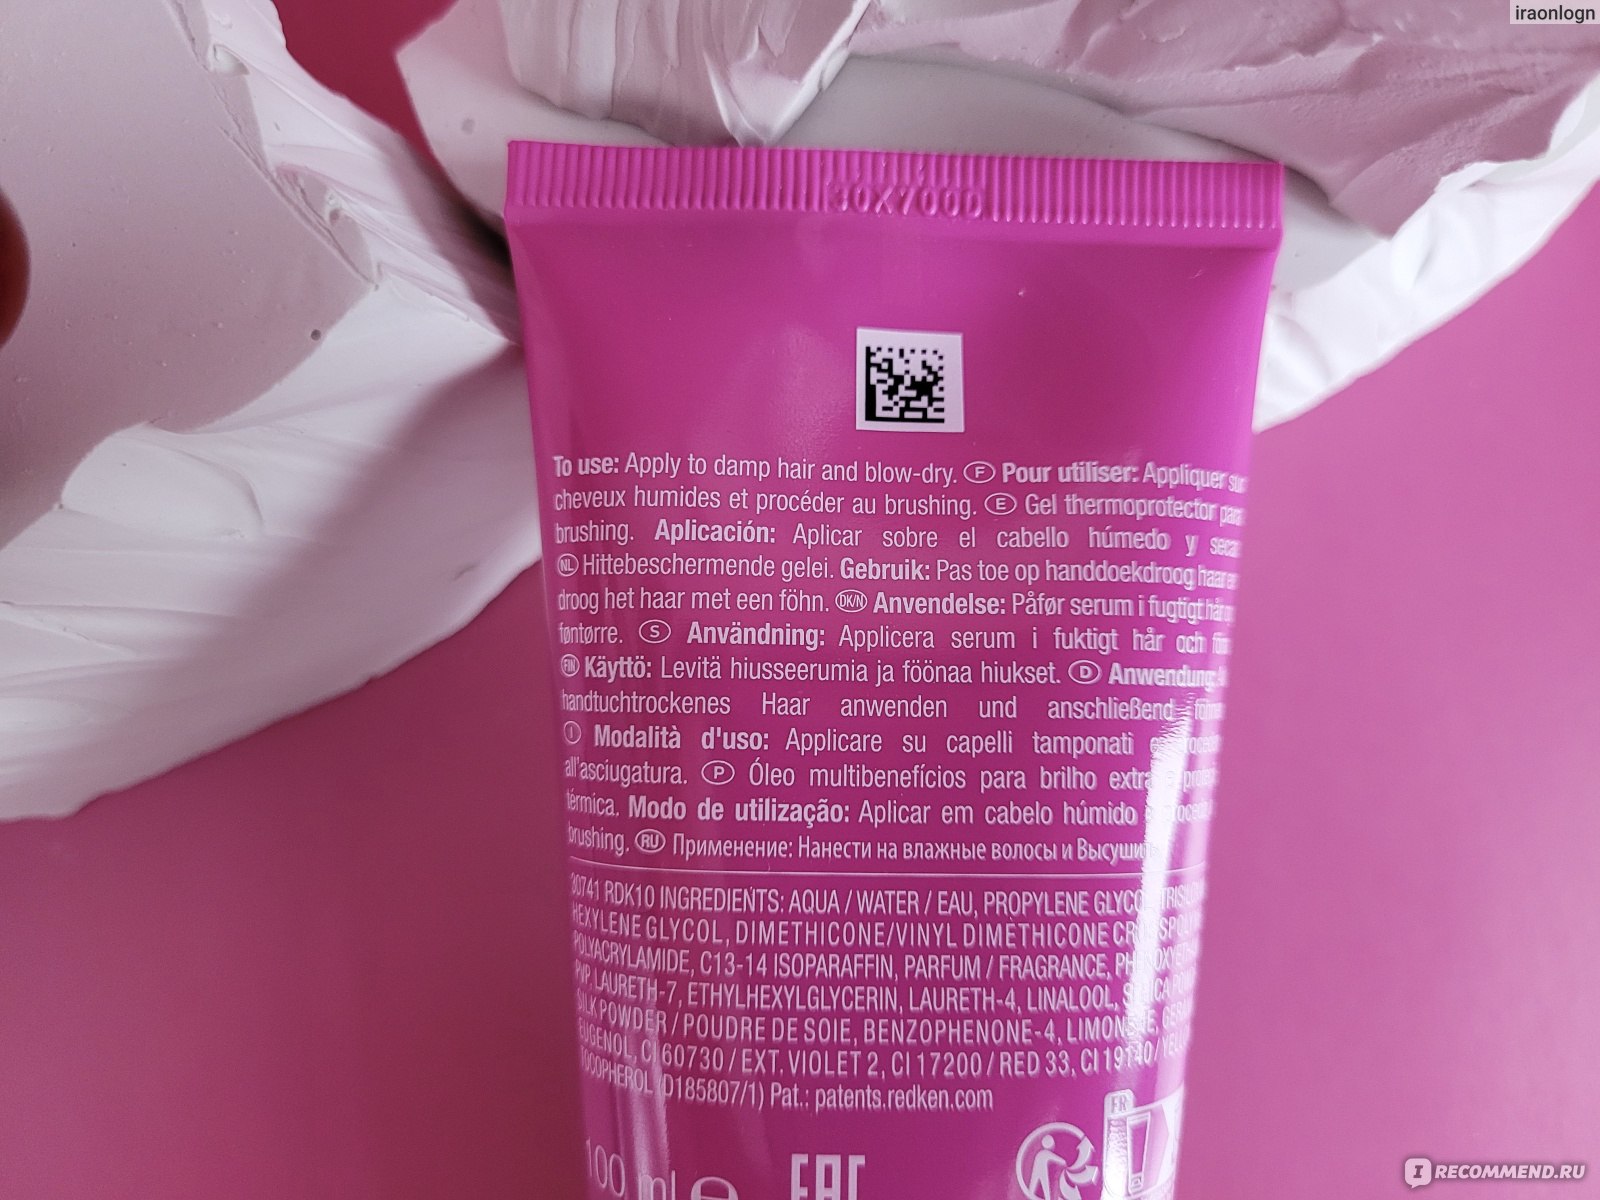 iraonlogn
To use: Apply to damp hair and blow-dry. F Pour utiliser: Appliquer sur
cheveux humides et procéder au brushing. E Gel thermoprotector para
brushing. Aplicación: Aplicar sobre el cabello húmedo y secar
NL Hittebeschermende gelei. Gebruik: Pas toe op handdoekdroog haar en
droog het haar met een föhn. DK/N Anvendelse: Påfør serum i fugtigt hår
føntørre. S Användning: Applicera serum i fuktigt hår och
FIN Käyttö: Levitä hiusseerumia ja föönaa hiukset. D Anwendung:
handtuchtrockenes Haar anwenden und anschließend
I Modalità d'uso: Applicare su capelli tamponati
all'asciugatura. P Óleo multibenefícios para brilho extra
térmica. Modo de utilização: Aplicar em cabelo húmido
brushing. RU Применение: Нанести на влажные волосы и
30741 RDK10 INGREDIENTS: AQUA / WATER / EAU, PROPYLENE GLYCOL,
HEXYLENE GLYCOL, DIMETHICONE/VINYL DIMETHICONE
POLYACRYLAMIDE, C13-14 ISOPARAFFIN, PARFUM / FRAGRANCE,
PVP, LAURETH-7, ETHYLHEXYLGLYCERIN, LAURETH-4, LINALOOL,
SILK POWDER / POUDRE DE SOIE, BENZOPHENONE-4, LIMONENE,
EUGENOL, CI 60730 / EXT. VIOLET 2, CI 17200 / RED 33, CI 19140 /
TOCOPHEROL (D185807/1) Pat.: patents.redken.com
FR
100 ml
EAC
IRECOMMEND.RU